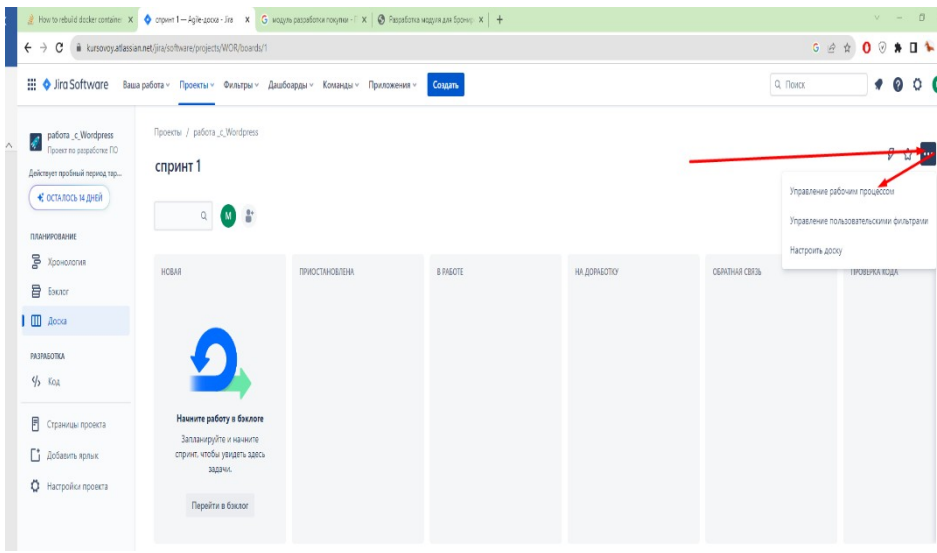 How to rebuild docker container
спринт 1 — Agile-доска - Jira
модуль разработка покупки - П
Разработка модуля для брониро
kursovoy.atlassian.net/jira/software/projects/WOR/boards/1
Jira Software
Ваша работа
Проекты
Фильтры
Дашборды
Команды
Приложения
Создать
Поиск
работа _с_Wordpress
Проект по разработке ПО
Действует пробный период тар...
ОСТАЛОСЬ 14 ДНЕЙ
ПЛАНИРОВАНИЕ
Хронология
Бэклог
Доска
РАЗРАБОТКА
Код
Страницы проекта
Добавить ярлык
Настройки проекта
Проекты / работа _с_Wordpress
спринт 1
М
Управление рабочим процессом
Управление пользовательскими фильтрами
Настроить доску
НОВАЯ
ПРИОСТАНОВЛЕНА
В РАБОТЕ
НА ДОРАБОТКУ
ОБРАТНАЯ СВЯЗЬ
ПРОВЕРКА КОДА
Начните работу в бэклоге
Запланируйте и начните
спринт, чтобы увидеть здесь
задачи.
Перейти в бэклог